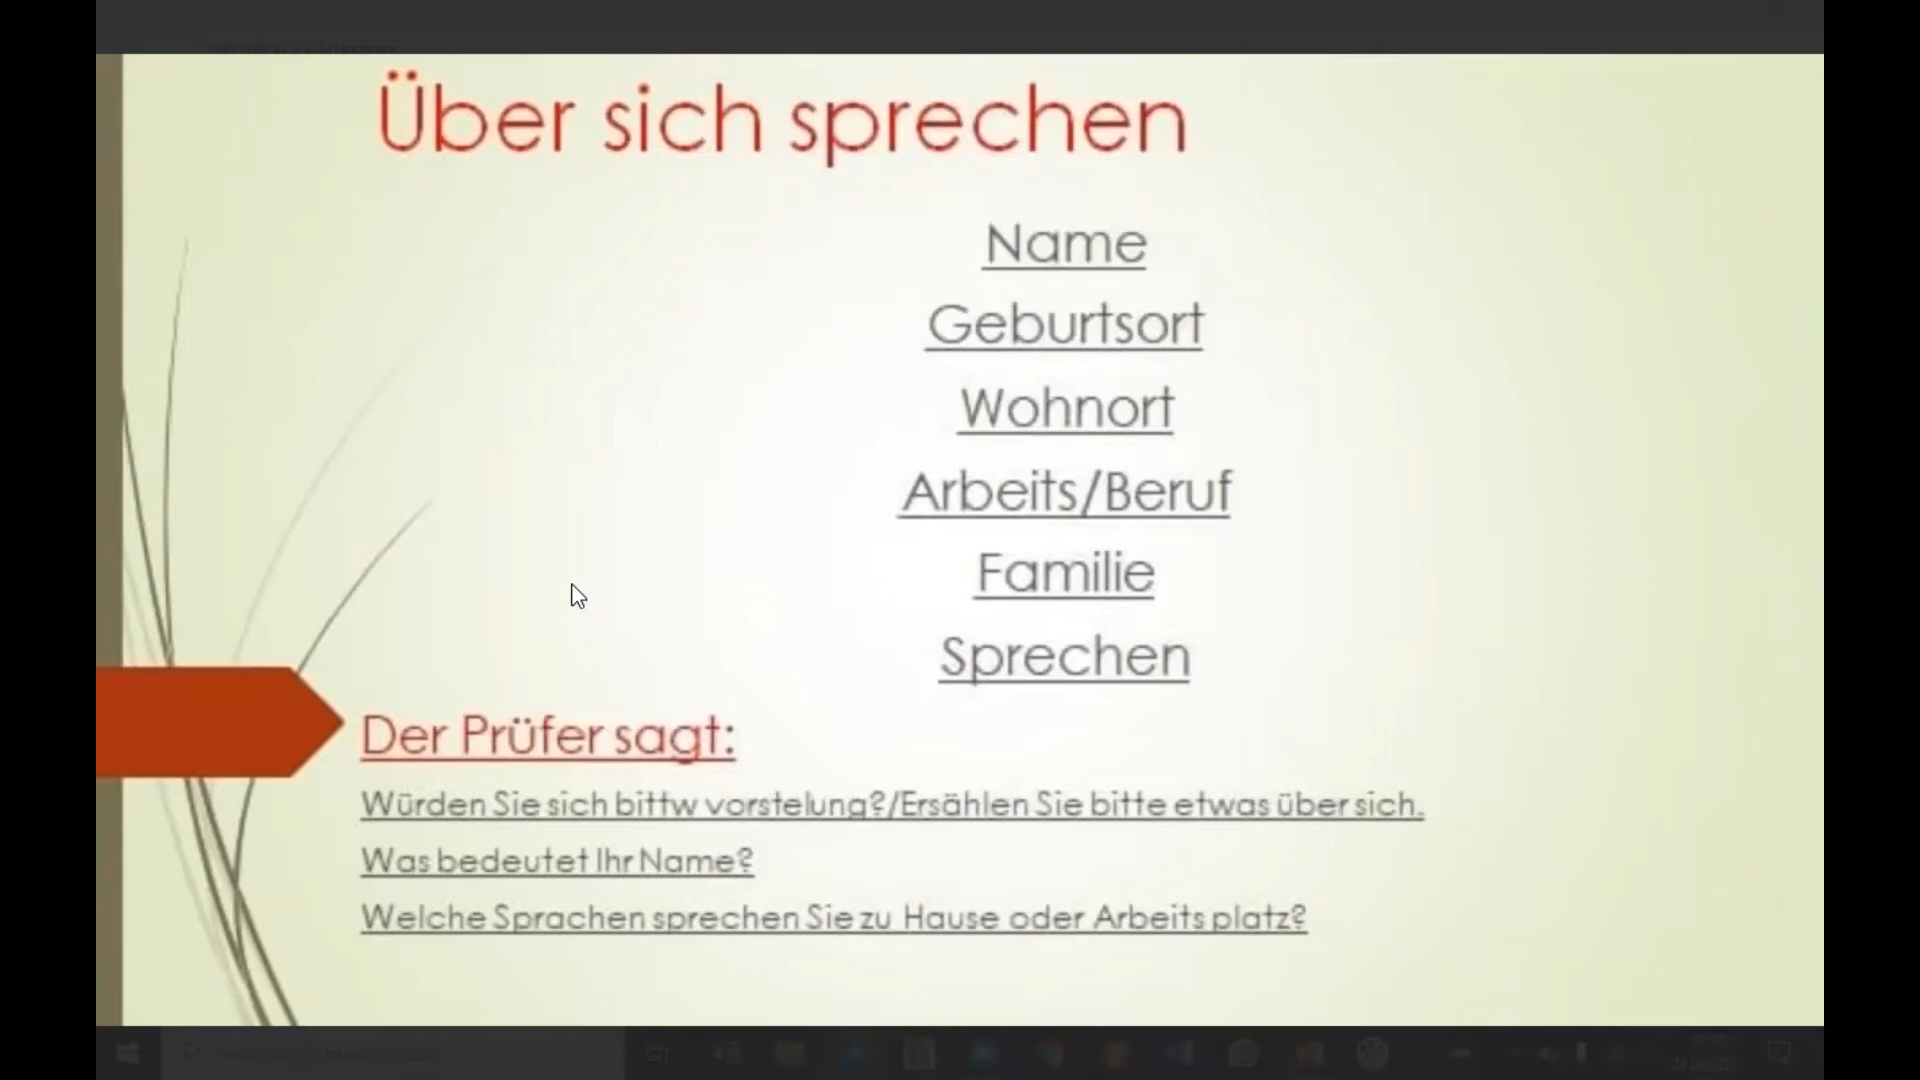 Über sich sprechen
Name
Geburtsort
Wohnort
Arbeits/Beruf
Familie
Sprechen
Der Prüfer sagt:
Würden Sie sich bittw vorstelung?/Ersählen Sie bitte etwas über sich.
Was bedeutet Ihr Name?
Welche Sprachen sprechen Sie zu Hause oder Arbeits platz?